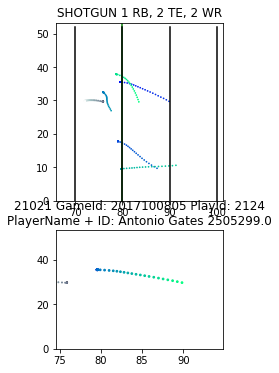 SHOTGUN 1 RB, 2 TE, 2 WR
50
40
30
20
10
0
70 80 90 100
21021 GameId: 2017100805 PlayId: 2124
PlayerName + ID: Antonio Gates 2505299.0
40
20
0
75 80 85 90